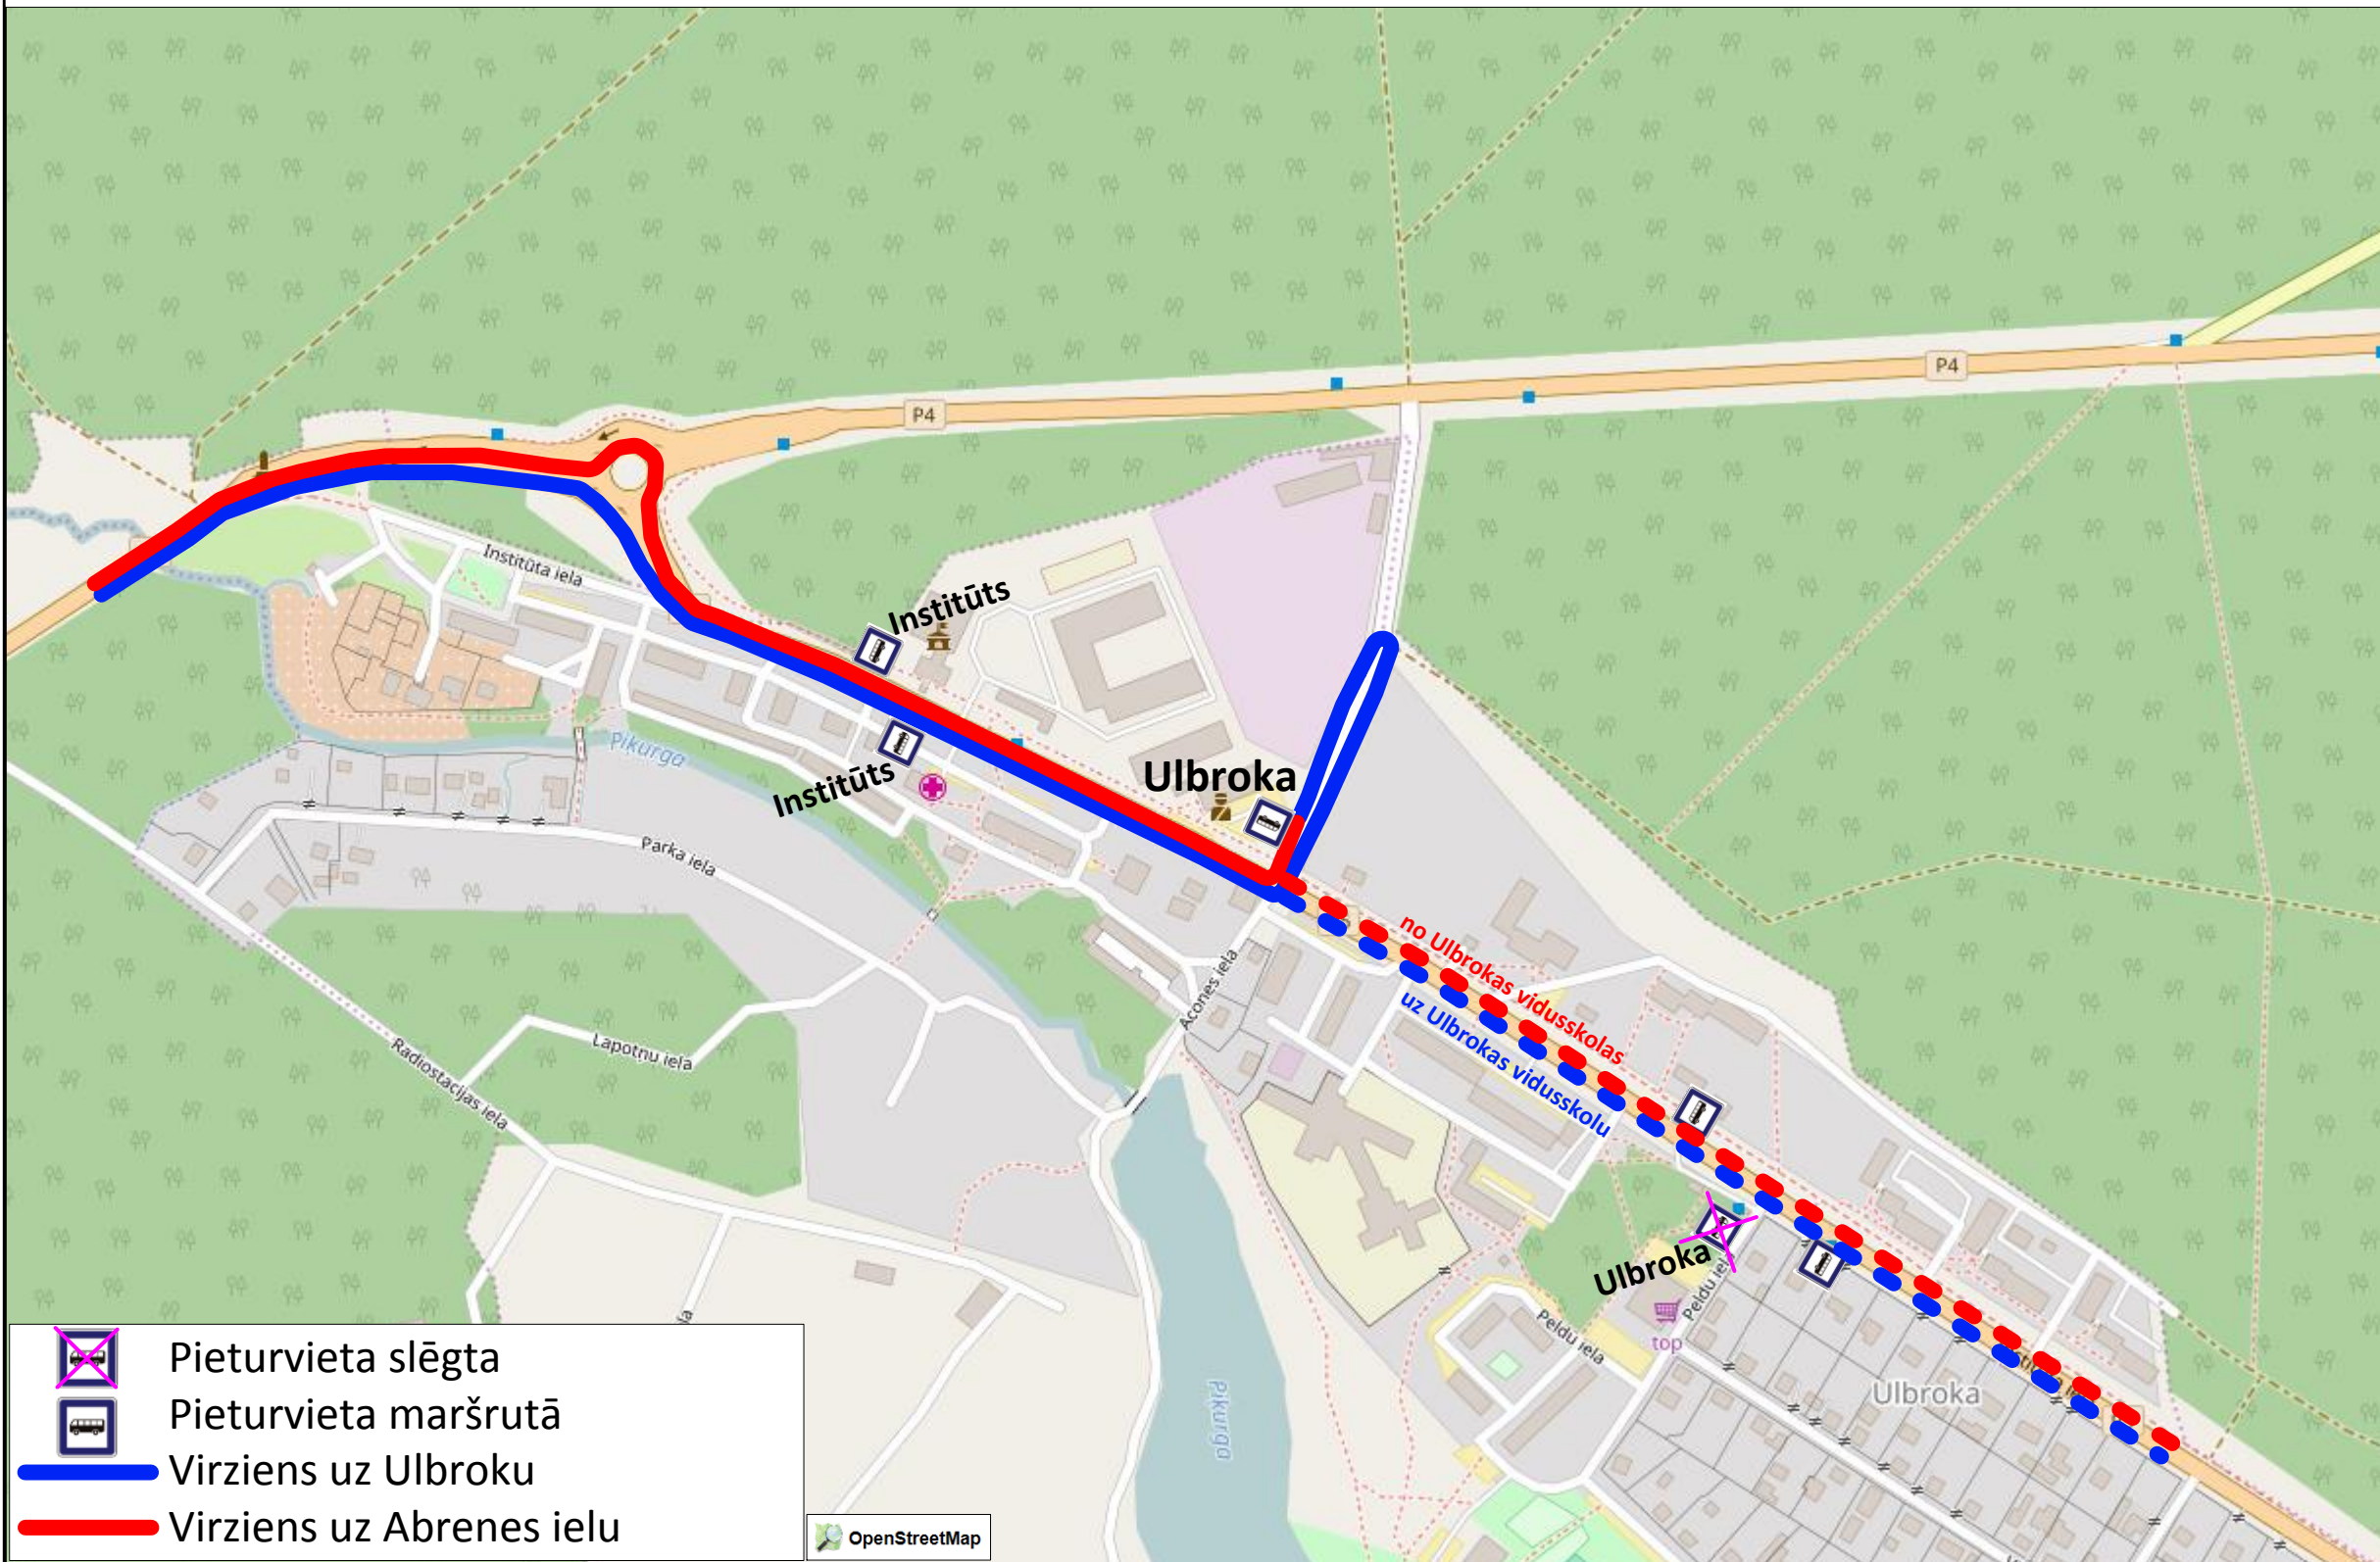 P4
P4
Institūta iela
Institūts
Piķurga
Institūts
Ulbroka
Parka iela
no Ulbrokas vidusskolas
uz Ulbrokas vidusskolu
Acones iela
Lapotņu iela
Radiostacijas iela
Ulbroka
Peldu iela
Peldu iela
top
Ulbroka
Piķurga
Pieturvieta slēgta
Pieturvieta maršrutā
Virziens uz Ulbroku
Virziens uz Abrenes ielu
OpenStreetMap